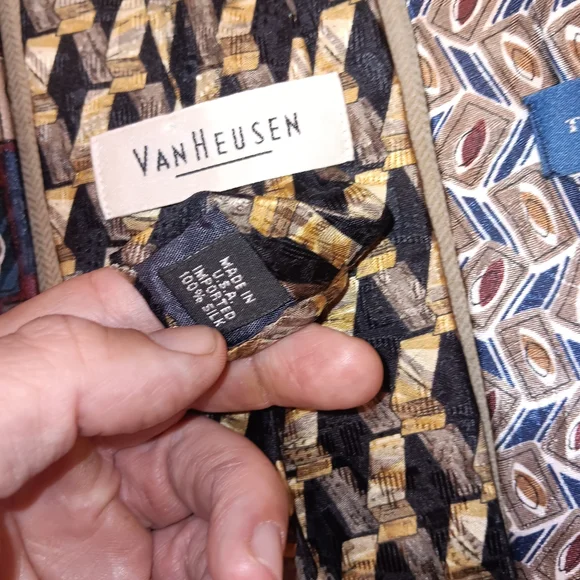 VAN HEUSEN
MADE IN
U.S.A.
IMPORTED
100% SILK
T